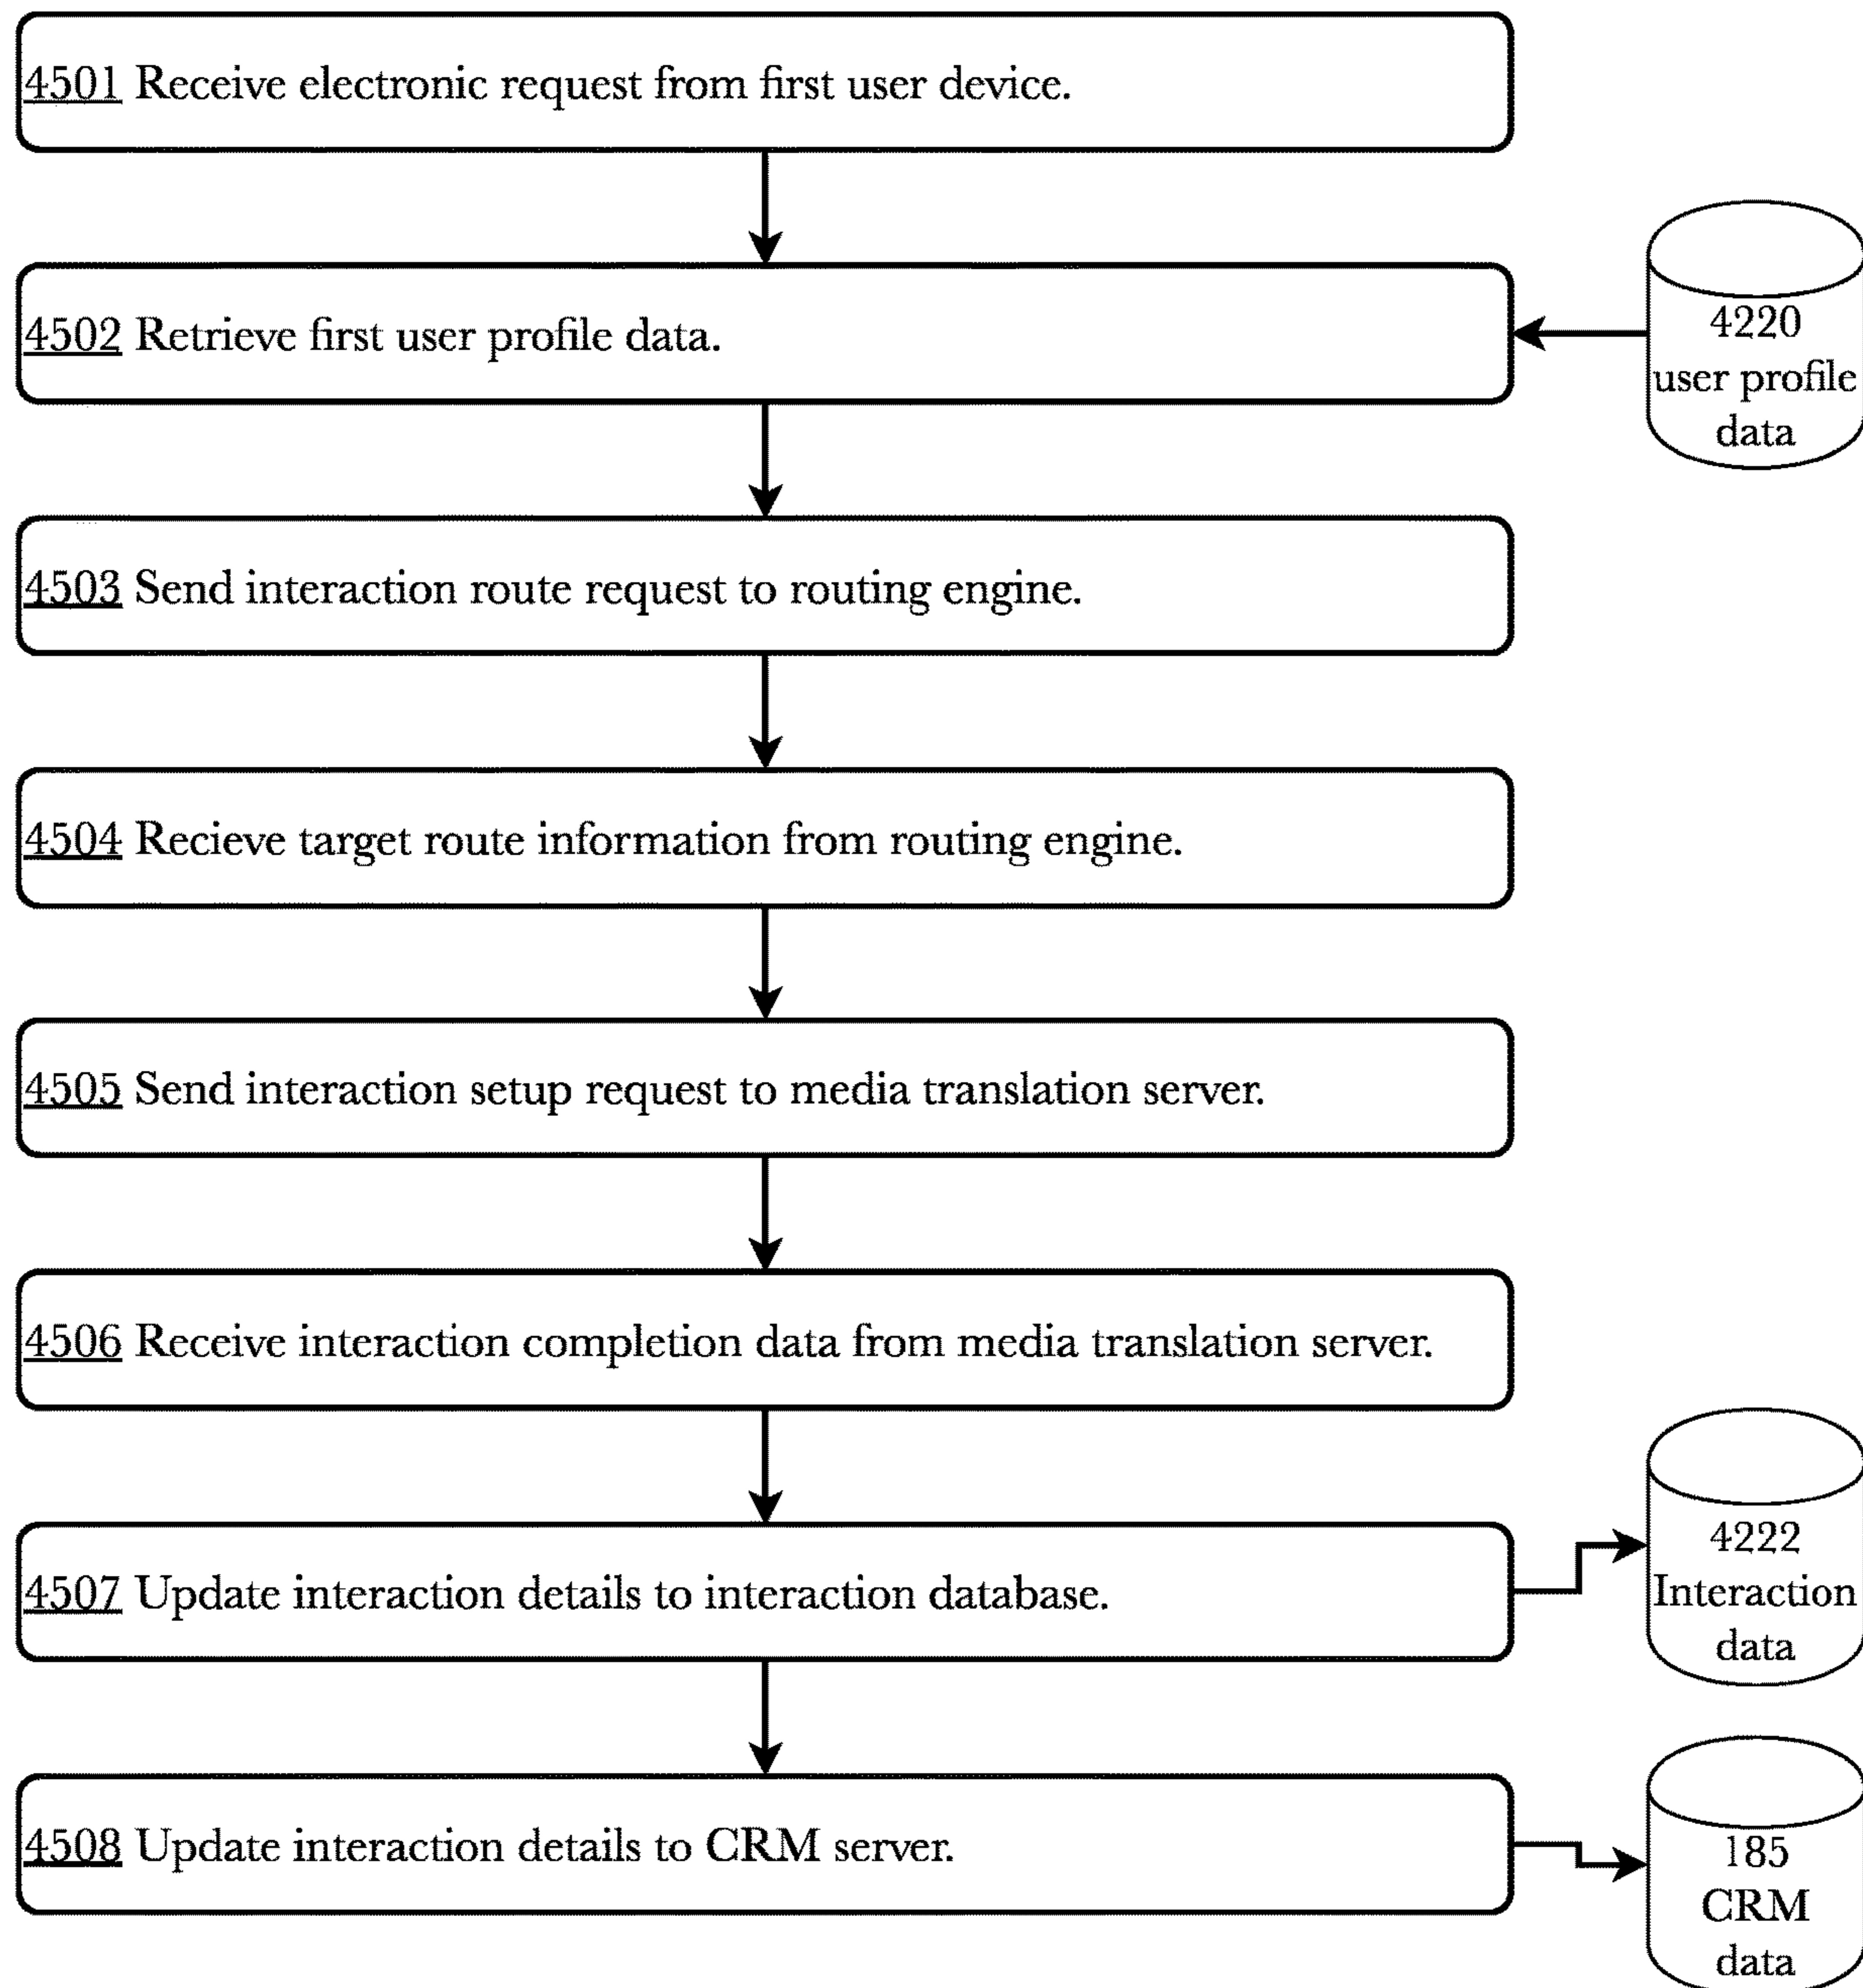 4501 Receive electronic request from first user device.
4502 Retrieve first user profile data.
4220
user profile
data
4503 Send interaction route request to routing engine.
4504 Recieve target route information from routing engine.
4505 Send interaction setup request to media translation server.
4506 Receive interaction completion data from media translation server.
4507 Update interaction details to interaction database.
4222
Interaction
data
4508 Update interaction details to CRM server.
185
CRM
data